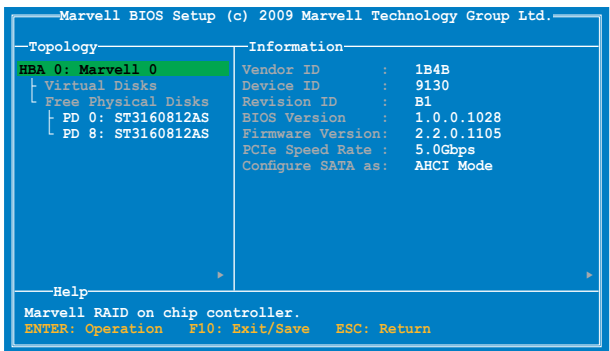 Marvell BIOS Setup (c) 2009 Marvell Technology Group Ltd.
Topology
HBA 0: Marvell 0
Virtual Disks
Free Physical Disks
PD 0: ST3160812AS
PD 8: ST3160812AS
Information
Vendor ID : 1B4B
Device ID : 9130
Revision ID : B1
BIOS Version : 1.0.0.1028
Firmware Version: 2.2.0.1105
PCIe Speed Rate : 5.0Gbps
Configure SATA as: AHCI Mode
Help
Marvell RAID on chip controller.
ENTER: Operation F10: Exit/Save ESC: Return